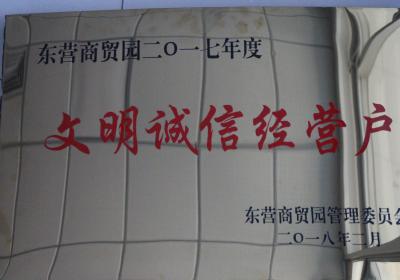 东营商贸园二〇一七年度
文明诚信经营户
东营商贸园管理委员会
二〇一八年二月